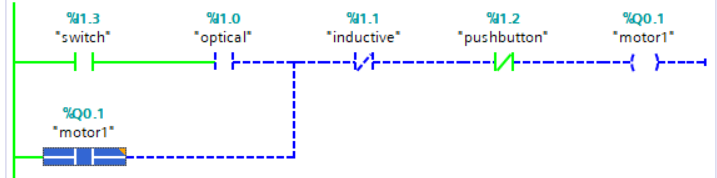 %I1.3
"switch"
%I1.0
"optical"
%I1.1
"inductive"
%I1.2
"pushbutton"
%Q0.1
"motor1"
%Q0.1
"motor1"